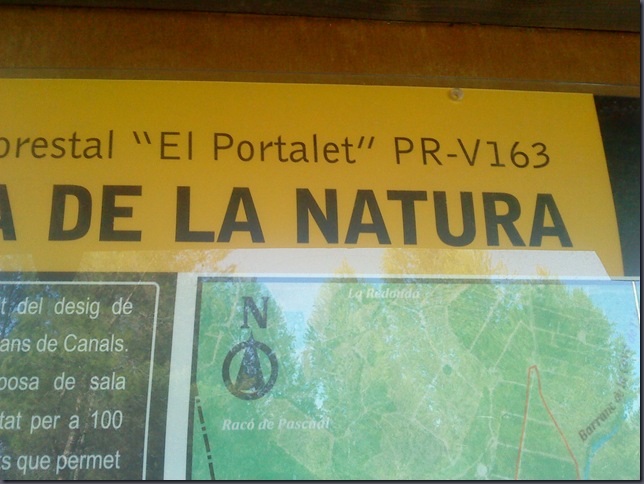 orestal "El Portalet" PR-V163
A DE LA NATURA
t del desig de
ans de Canals.
posa de sala
tat per a 100
ts que permet
N
La Redonda
Racó de Pascual
Barranc